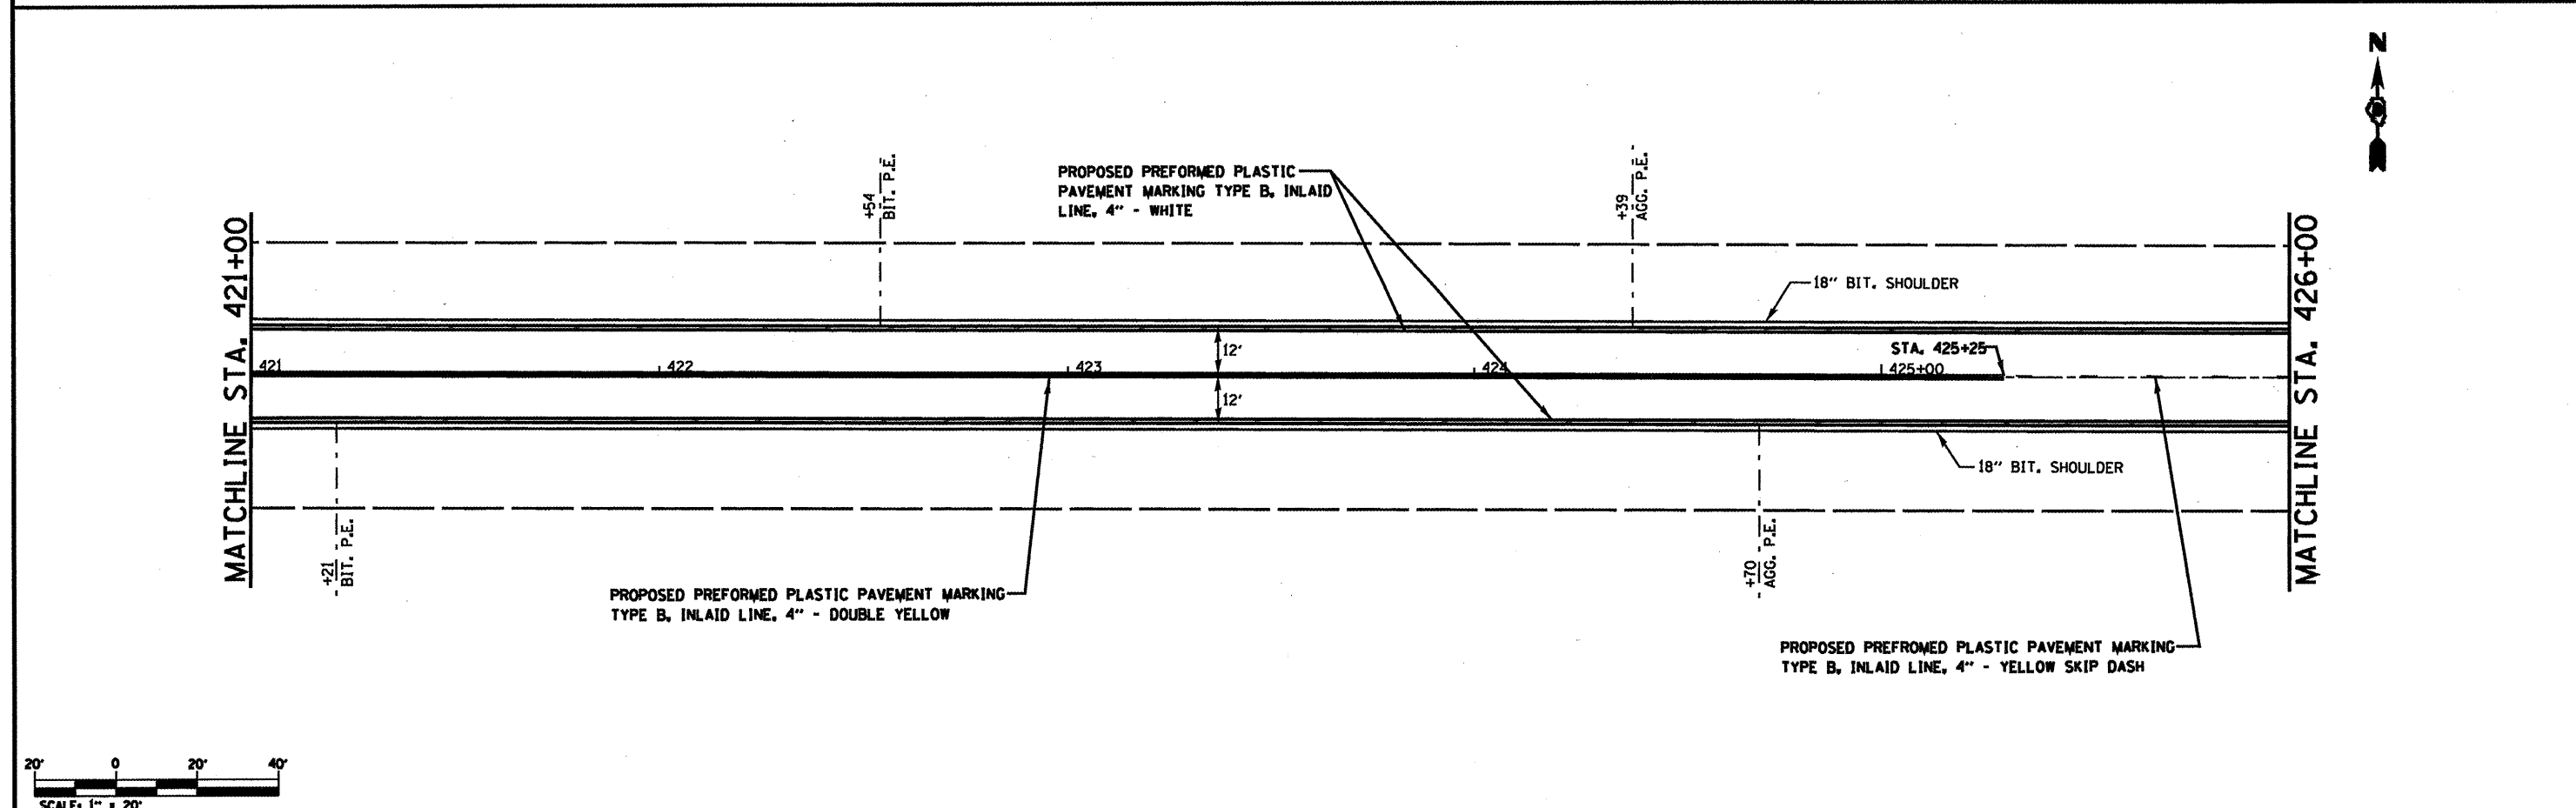 N
+54
BIT. P.E.
PROPOSED PREFORMED PLASTIC
PAVEMENT MARKING TYPE B, INLAID
LINE, 4" - WHITE
+39
AGG. P.E.
MATCHLINE STA. 421+00
18" BIT. SHOULDER
MATCHLINE STA. 426+00
12'
STA. 425+25
421
422
423
424
425+00
12'
18" BIT. SHOULDER
+21
BIT. P.E.
+70
AGG. P.E.
PROPOSED PREFORMED PLASTIC PAVEMENT MARKING
TYPE B, INLAID LINE, 4" - DOUBLE YELLOW
PROPOSED PREFROMED PLASTIC PAVEMENT MARKING
TYPE B, INLAID LINE, 4" - YELLOW SKIP DASH
20' 0 20' 40'
SCALE: 1" = 20'